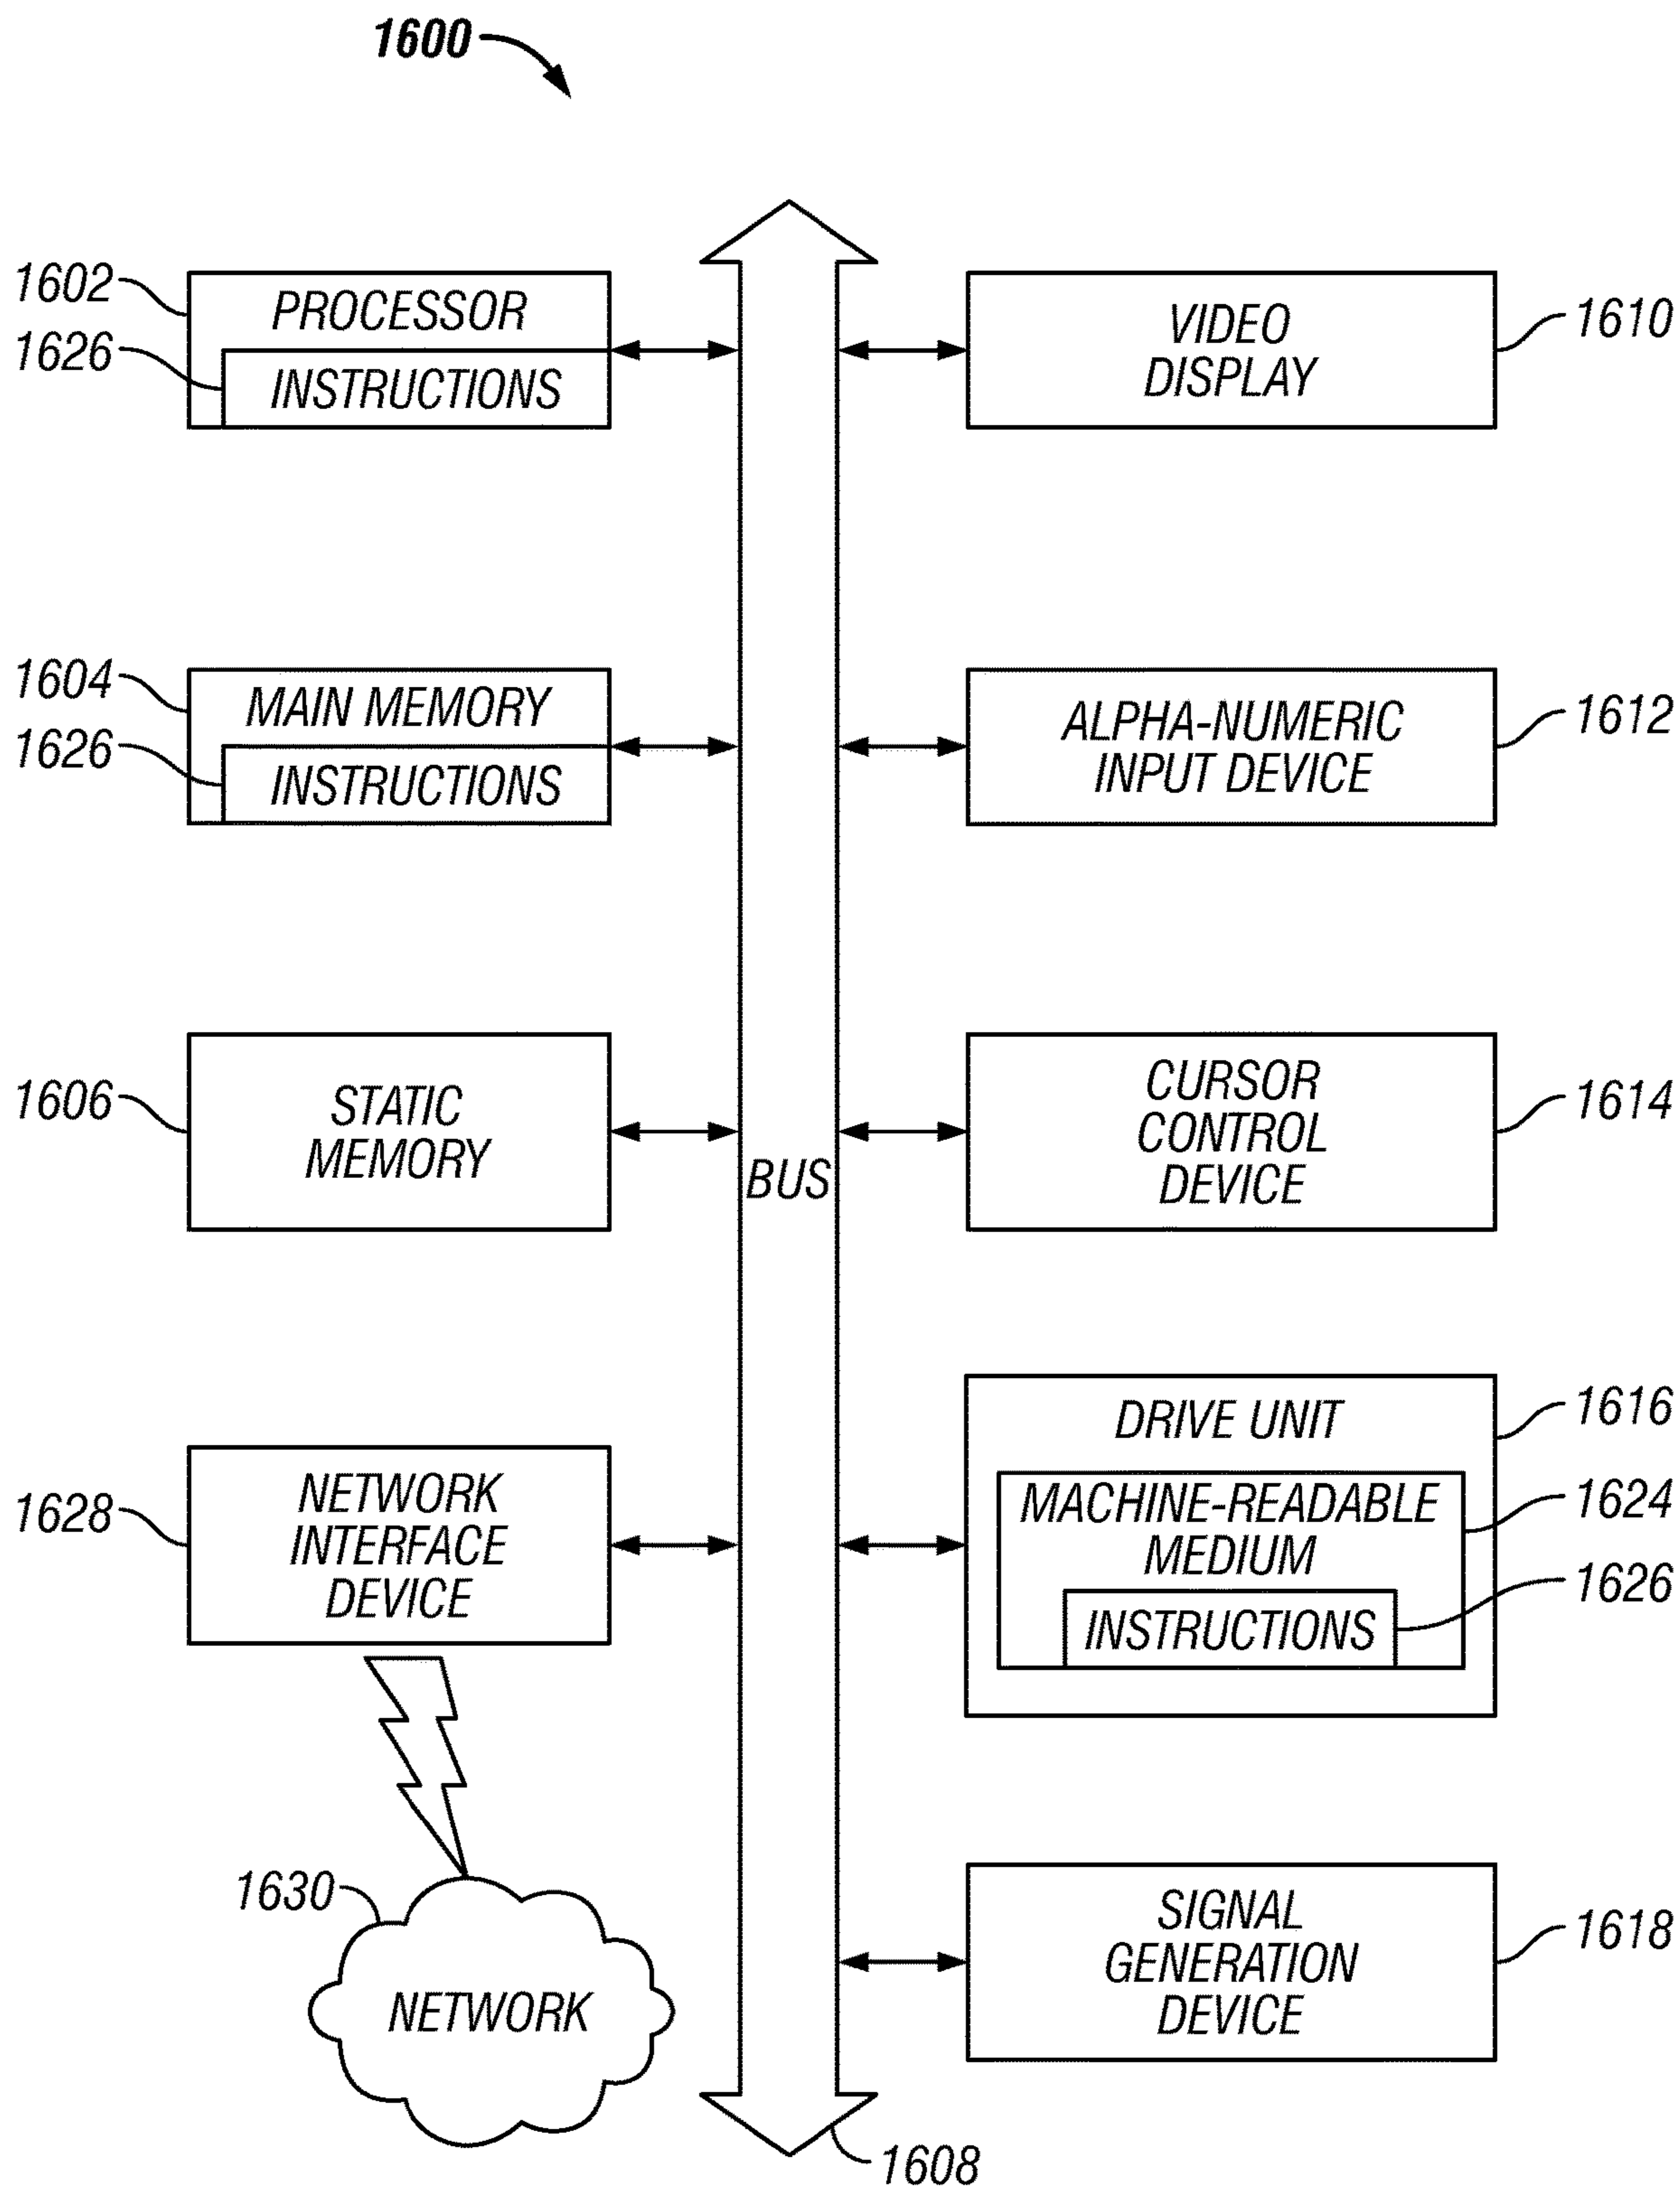 1600
1602
PROCESSOR
1626
INSTRUCTIONS
VIDEO
DISPLAY
1610
1604
MAIN MEMORY
1626
INSTRUCTIONS
ALPHA-NUMERIC
INPUT DEVICE
1612
1606
STATIC
MEMORY
BUS
CURSOR
CONTROL
DEVICE
1614
1628
NETWORK
INTERFACE
DEVICE
DRIVE UNIT
1616
MACHINE-READABLE
MEDIUM
1624
INSTRUCTIONS
1626
1630
NETWORK
SIGNAL
GENERATION
DEVICE
1618
1608